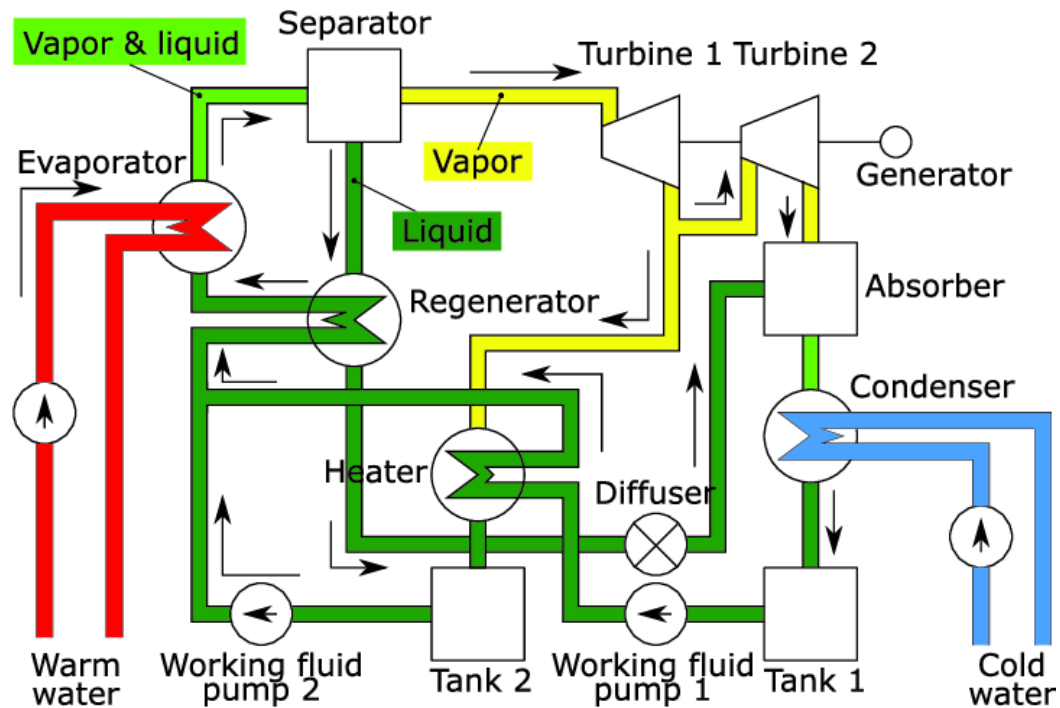 Separator
Vapor & liquid
Turbine 1 Turbine 2
Evaporator
Vapor
Generator
Liquid
Regenerator
Absorber
Condenser
Heater
Diffuser
Warm
water
Working fluid
pump 2
Tank 2
Working fluid
pump 1
Tank 1
Cold
water